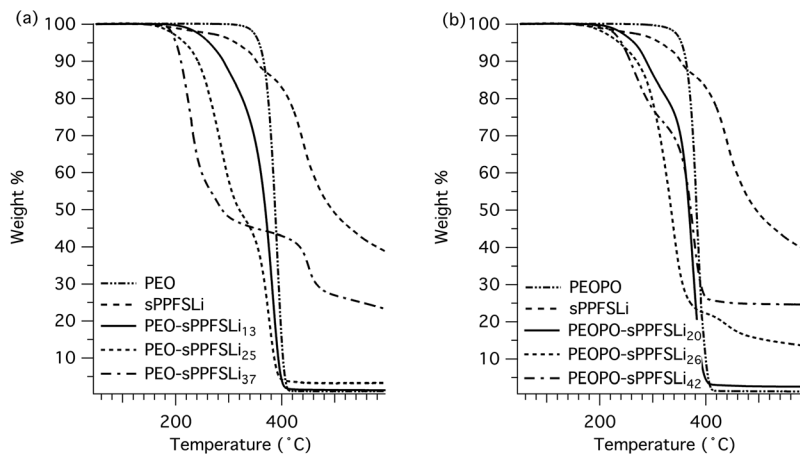 (a)
100
90
80
70
60
50
40
30
20
10
Weight %
PEO
sPPFSLi
PEO-sPPFSLi13
PEO-sPPFSLi25
PEO-sPPFSLi37
200 400
Temperature (˚C)
(b)
100
90
80
70
60
50
40
30
20
10
Weight %
PEOPO
sPPFSLi
PEOPO-sPPFSLi20
PEOPO-sPPFSLi26
PEOPO-sPPFSLi42
200 400
Temperature (˚C)